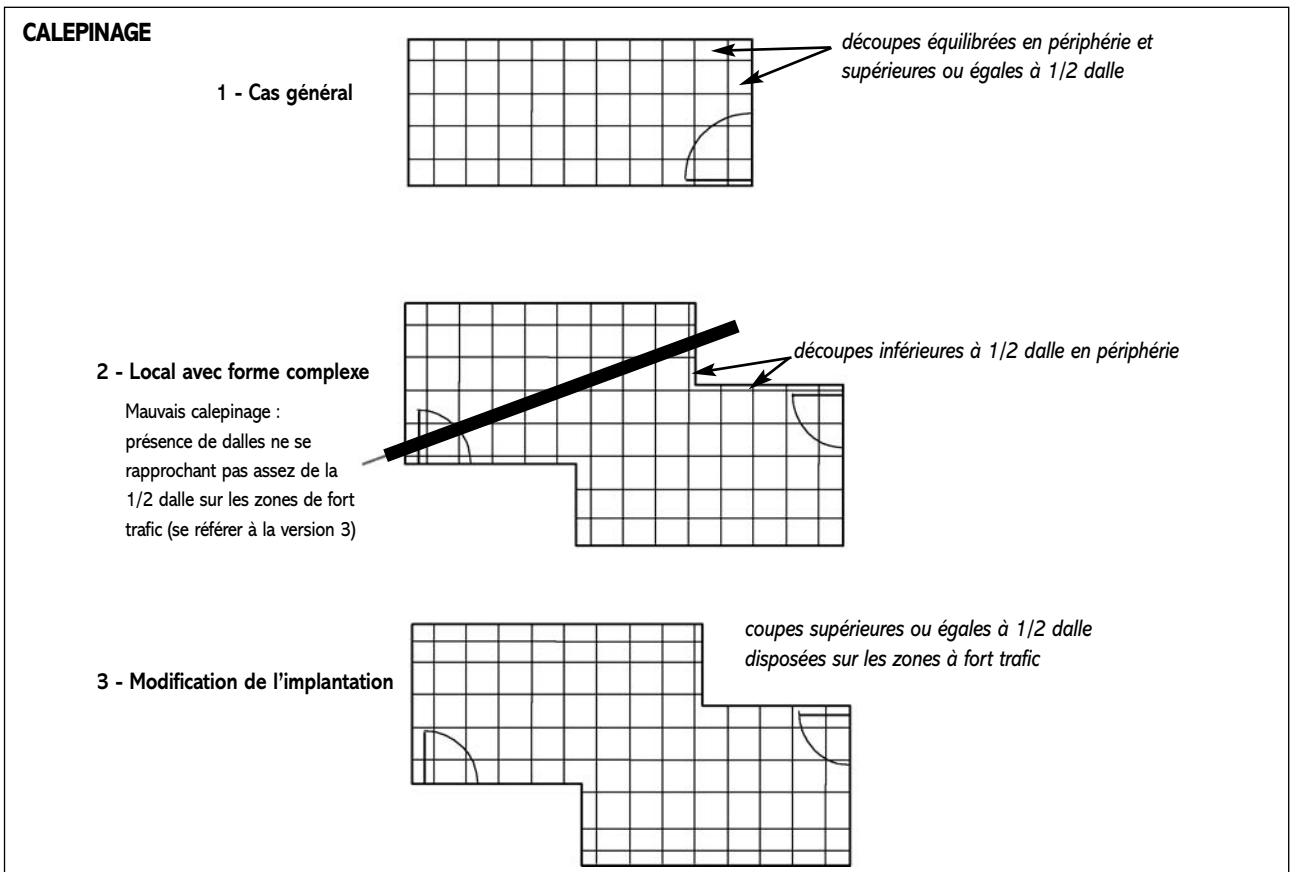 CALEPINAGE
1 - Cas général
découpes équilibrées en périphérie et
supérieures ou égales à 1/2 dalle
2 - Local avec forme complexe
Mauvais calepinage :
présence de dalles ne se
rapprochant pas assez de la
1/2 dalle sur les zones de fort
trafic (se référer à la version 3)
découpes inférieures à 1/2 dalle en périphérie
3 - Modification de l'implantation
coupes supérieures ou égales à 1/2 dalle
disposées sur les zones à fort trafic